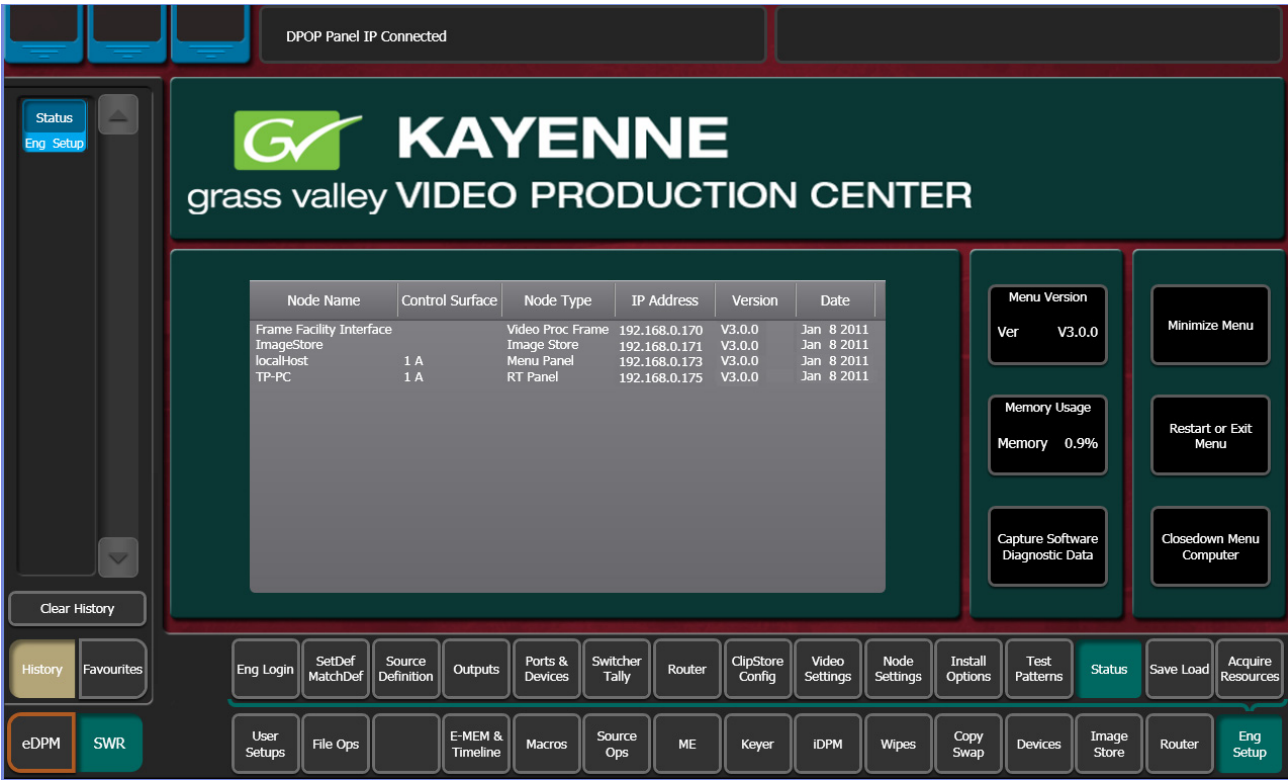 DPOP Panel IP Connected
Status
Eng Setup
GV KAYENNE
grass valley VIDEO PRODUCTION CENTER
Node Name Control Surface Node Type IP Address Version Date
Frame Facility Interface Video Proc Frame 192.168.0.170 V3.0.0 Jan 8 2011
ImageStore Image Store 192.168.0.171 V3.0.0 Jan 8 2011
localHost 1 A Menu Panel 192.168.0.173 V3.0.0 Jan 8 2011
TP-PC 1 A RT Panel 192.168.0.175 V3.0.0 Jan 8 2011
Menu Version
Ver V3.0.0
Memory Usage
Memory 0.9%
Capture Software
Diagnostic Data
Minimize Menu
Restart or Exit
Menu
Closedown Menu
Computer
Clear History
History
Favourites
Eng Login
SetDef
MatchDef
Source
Definition
Outputs
Ports &
Devices
Switcher
Tally
Router
ClipStore
Config
Video
Settings
Node
Settings
Install
Options
Test
Patterns
Status
Save Load
Acquire
Resources
eDPM
SWR
User
Setups
File Ops
E-MEM &
Timeline
Macros
Source
Ops
ME
Keyer
iDPM
Wipes
Copy
Swap
Devices
Image
Store
Router
Eng
Setup